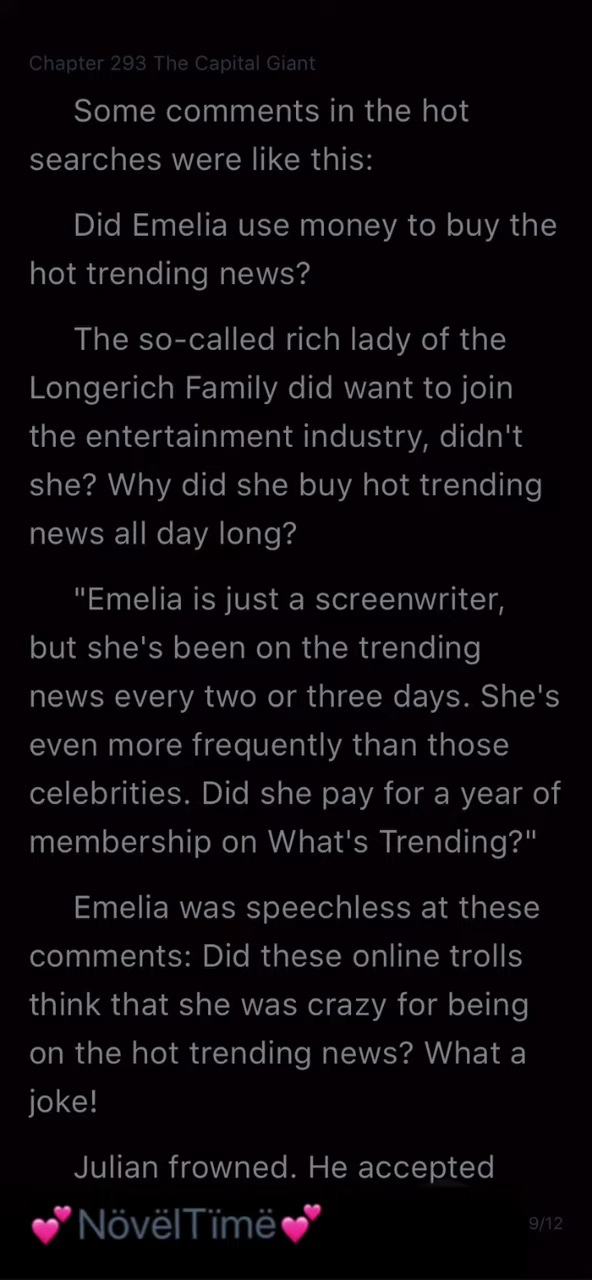 Chapter 293 The Capital Giant
Some comments in the hot
searches were like this:
Did Emelia use money to buy the
hot trending news?
The so-called rich lady of the
Longerich Family did want to join
the entertainment industry, didn't
she? Why did she buy hot trending
news all day long?
"Emelia is just a screenwriter,
but she's been on the trending
news every two or three days. She's
even more frequently than those
celebrities. Did she pay for a year of
membership on What's Trending?"
Emelia was speechless at these
comments: Did these online trolls
think that she was crazy for being
on the hot trending news? What a
joke!
Julian frowned. He accepted
💕NövëlTïmë💕
9/12